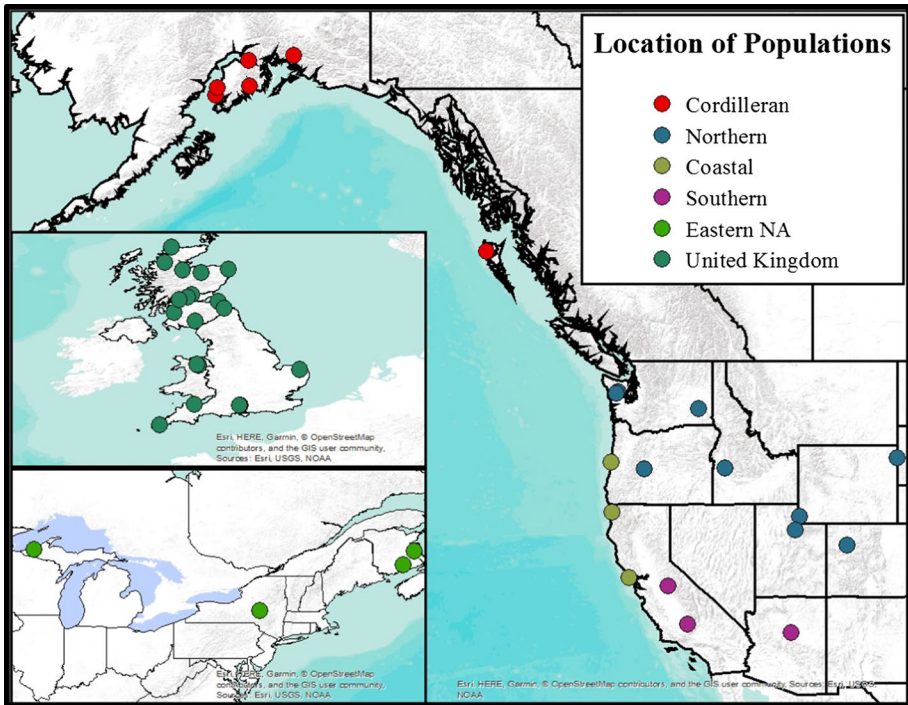 Location of Populations
Cordilleran
Northern
Coastal
Southern
Eastern NA
United Kingdom
Esri, HERE, Garmin, © OpenStreetMap
contributors, and the GIS user community,
Sources: Esri, USGS, NOAA
Esri, HERE, Garmin, © OpenStreetMap
contributors, and the GIS user community,
Sources: Esri, USGS, NOAA
Esri, HERE, Garmin, © OpenStreetMap contributors, and the GIS user community, Sources: Esri, USGS,
NOAA